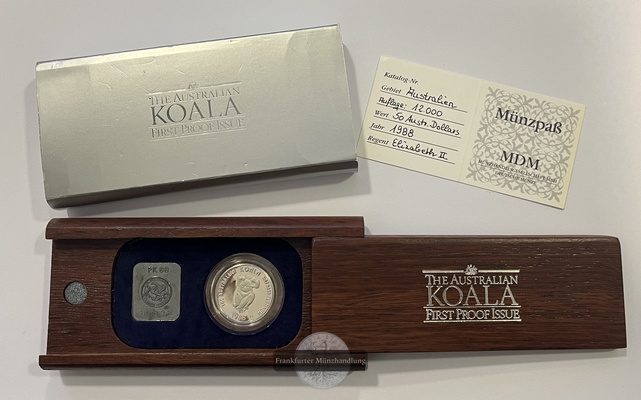 THE AUSTRALIAN
KOALA
FIRST PROOF ISSUE
Katalog-Nr.
Gebiet Australien
Auflage: 12.000
Wert 50 Austr. Dollars
Jahr 1988
Regent Elizabeth II.
Münzpaß
MDM
PK 88
THE AUSTRALIAN
KOALA
FIRST PROOF ISSUE
Frankfurter Münzhandlung